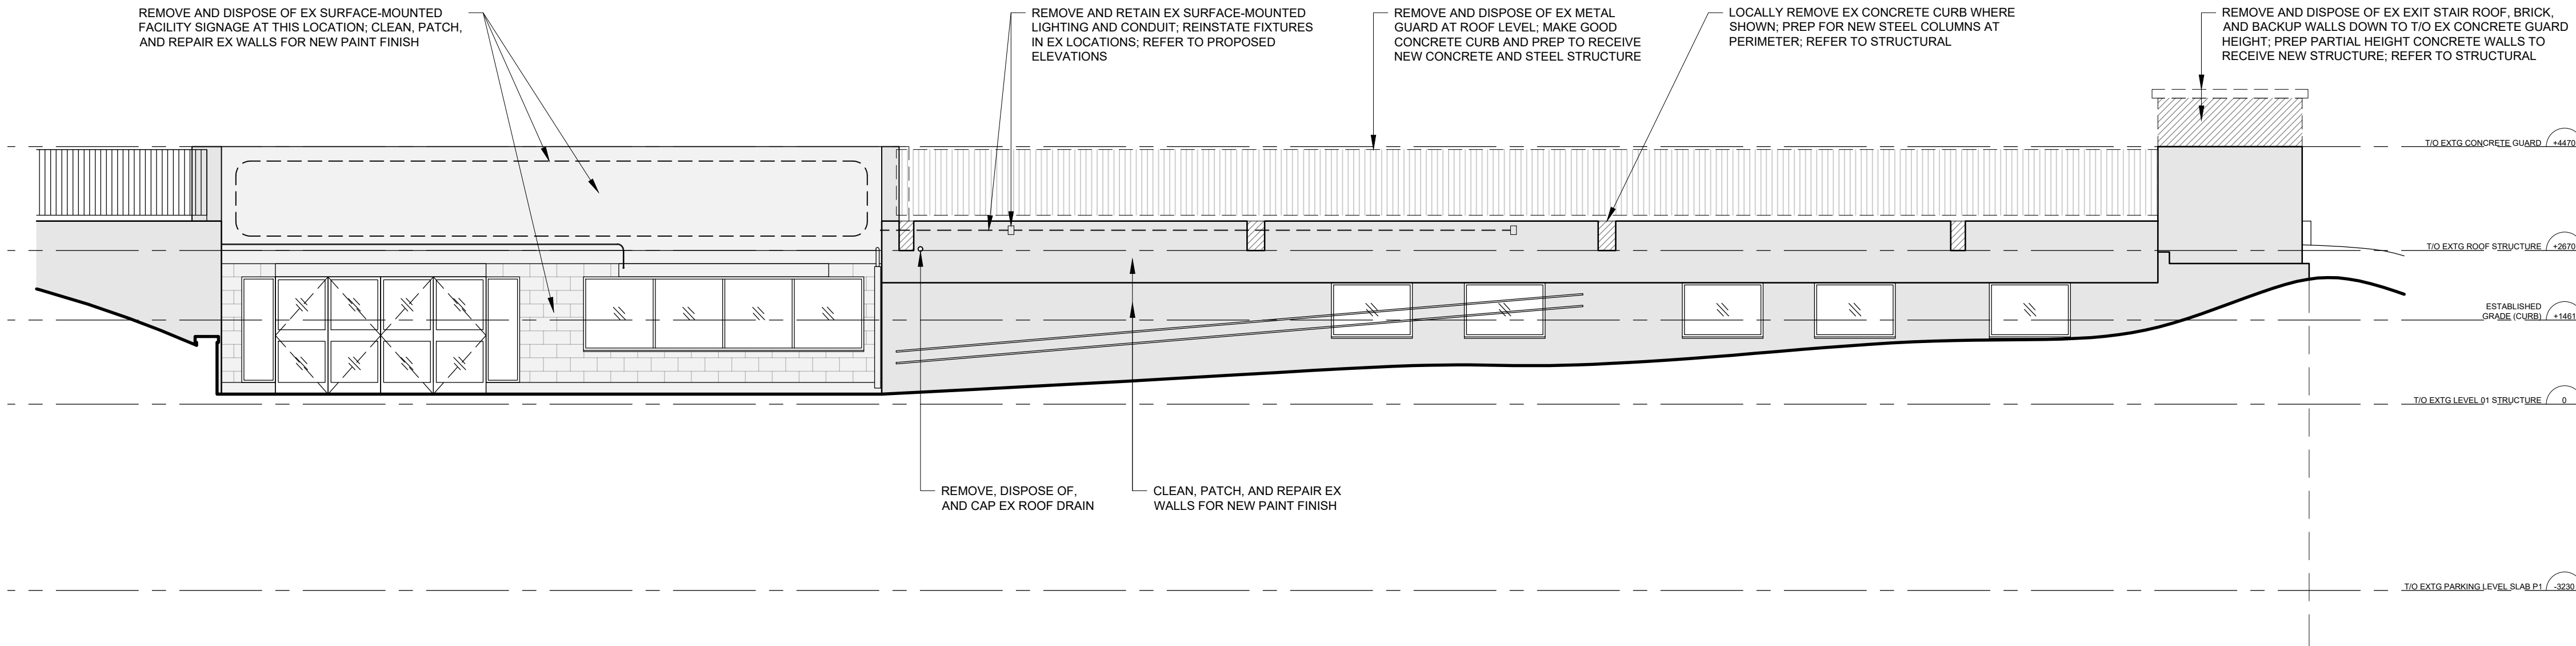 REMOVE AND DISPOSE OF EX SURFACE-MOUNTED
FACILITY SIGNAGE AT THIS LOCATION; CLEAN, PATCH,
AND REPAIR EX WALLS FOR NEW PAINT FINISH
REMOVE AND RETAIN EX SURFACE-MOUNTED
LIGHTING AND CONDUIT; REINSTATE FIXTURES
IN EX LOCATIONS; REFER TO PROPOSED
ELEVATIONS
REMOVE AND DISPOSE OF EX METAL
GUARD AT ROOF LEVEL; MAKE GOOD
CONCRETE CURB AND PREP TO RECEIVE
NEW CONCRETE AND STEEL STRUCTURE
LOCALLY REMOVE EX CONCRETE CURB WHERE
SHOWN; PREP FOR NEW STEEL COLUMNS AT
PERIMETER; REFER TO STRUCTURAL
REMOVE AND DISPOSE OF EX EXIT STAIR ROOF, BRICK,
AND BACKUP WALLS DOWN TO T/O EX CONCRETE GUARD
HEIGHT; PREP PARTIAL HEIGHT CONCRETE WALLS TO
RECEIVE NEW STRUCTURE; REFER TO STRUCTURAL
T/O EXTG CONCRETE GUARD +4470
T/O EXTG ROOF STRUCTURE +2670
ESTABLISHED
GRADE (CURB) +1461
T/O EXTG LEVEL 01 STRUCTURE 0
REMOVE, DISPOSE OF,
AND CAP EX ROOF DRAIN
CLEAN, PATCH, AND REPAIR EX
WALLS FOR NEW PAINT FINISH
T/O EXTG PARKING LEVEL SLAB P1 -3230